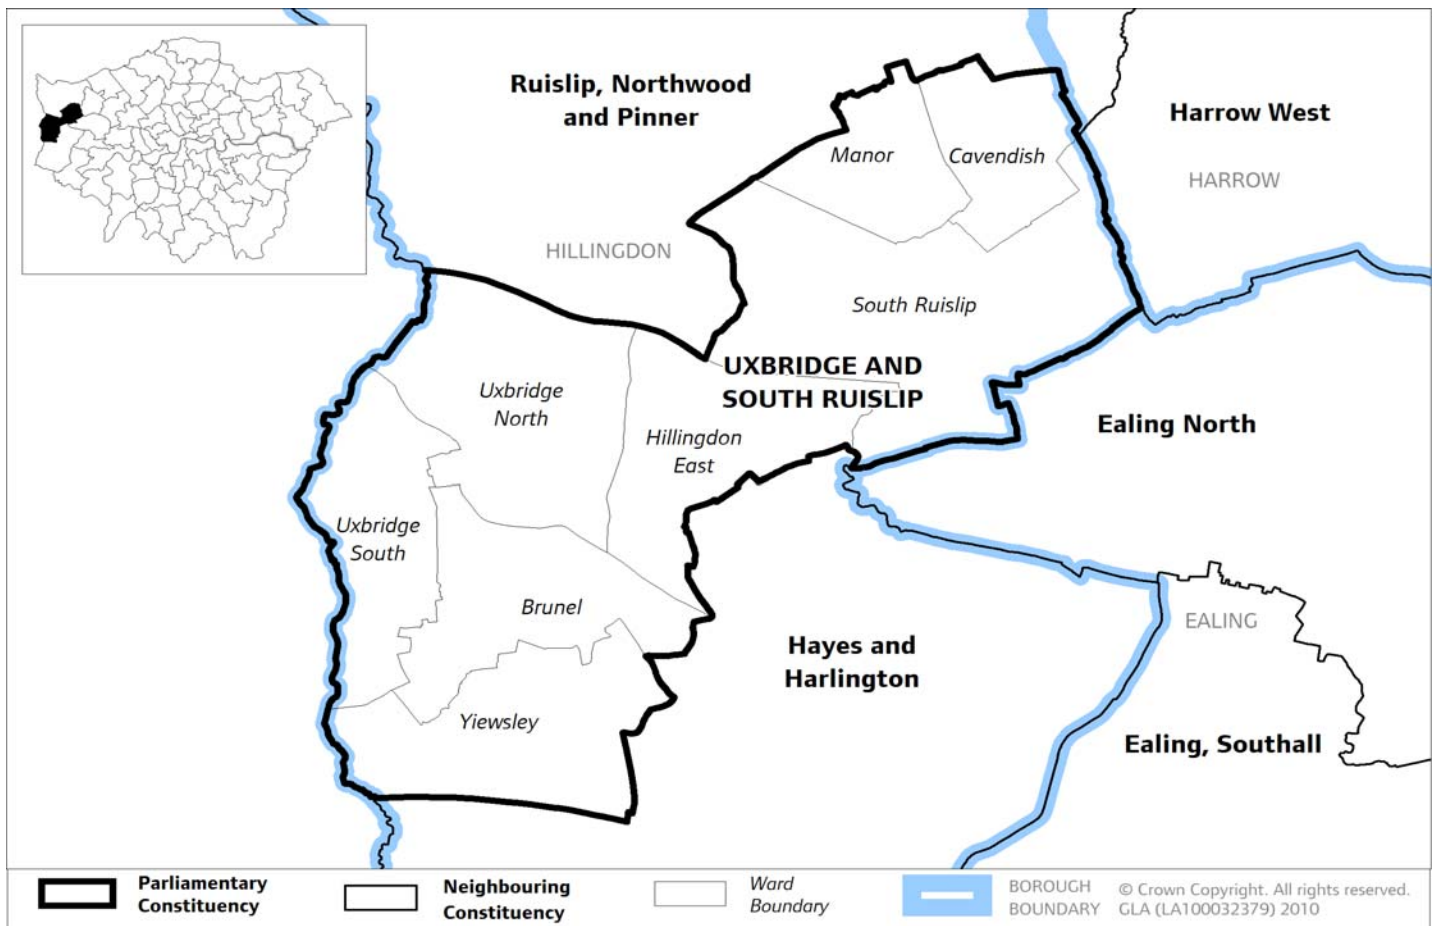 Ruislip, Northwood
and Pinner
Harrow West
HARROW
Manor
Cavendish
HILLINGDON
South Ruislip
UXBRIDGE AND
SOUTH RUISLIP
Uxbridge
North
Hillingdon
East
Ealing North
Uxbridge
South
Brunel
Hayes and
Harlington
EALING
Yiewsley
Ealing, Southall
Parliamentary
Constituency
Neighbouring
Constituency
Ward
Boundary
BOROUGH
BOUNDARY
© Crown Copyright. All rights reserved.
GLA (LA100032379) 2010